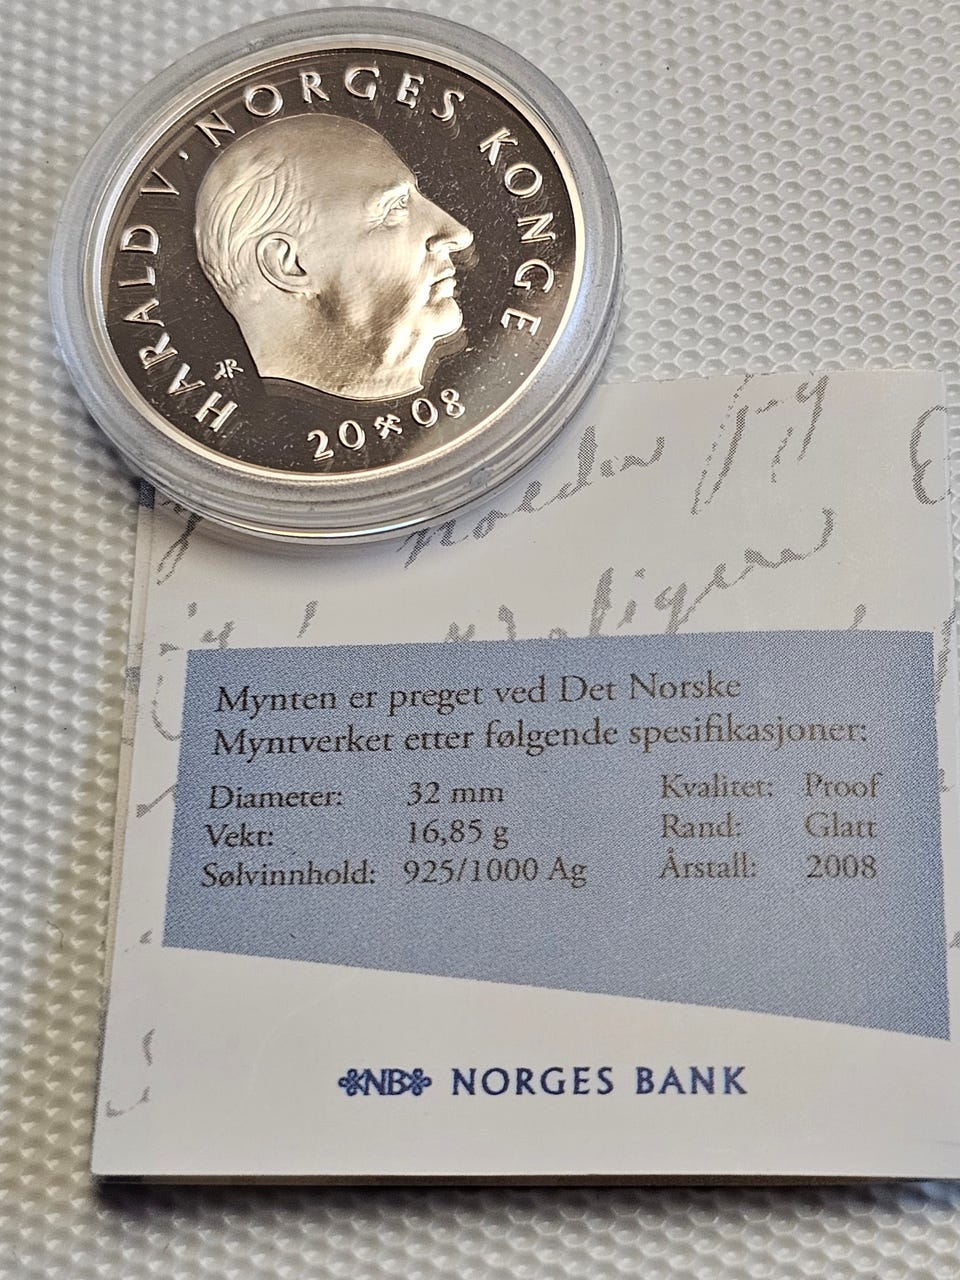 HARALD V · NORGES KONGE
20 08
Mynten er preget ved Det Norske
Myntverket etter følgende spesifikasjoner:
Diameter: 32 mm Kvalitet: Proof
Vekt: 16,85 g Rand: Glatt
Sølvinnhold: 925/1000 Ag Årstall: 2008
NB NORGES BANK